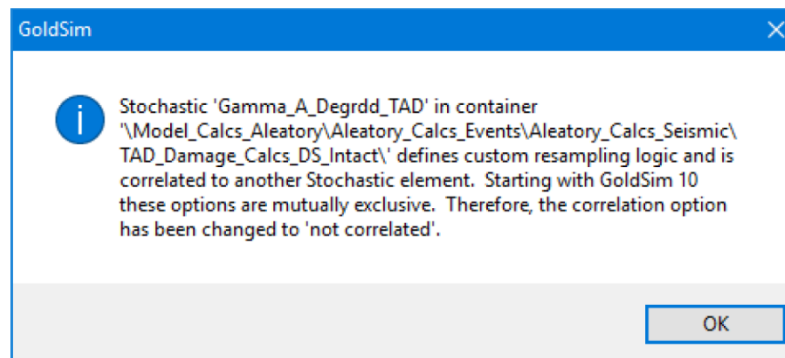 GoldSim
Stochastic 'Gamma_A_Degrdd_TAD' in container
'\Model_Calcs_Aleatory\Aleatory_Calcs_Events\Aleatory_Calcs_Seismic\
TAD_Damage_Calcs_DS_Intact\' defines custom resampling logic and is
correlated to another Stochastic element.  Starting with GoldSim 10
these options are mutually exclusive.  Therefore, the correlation option
has been changed to 'not correlated'.
OK